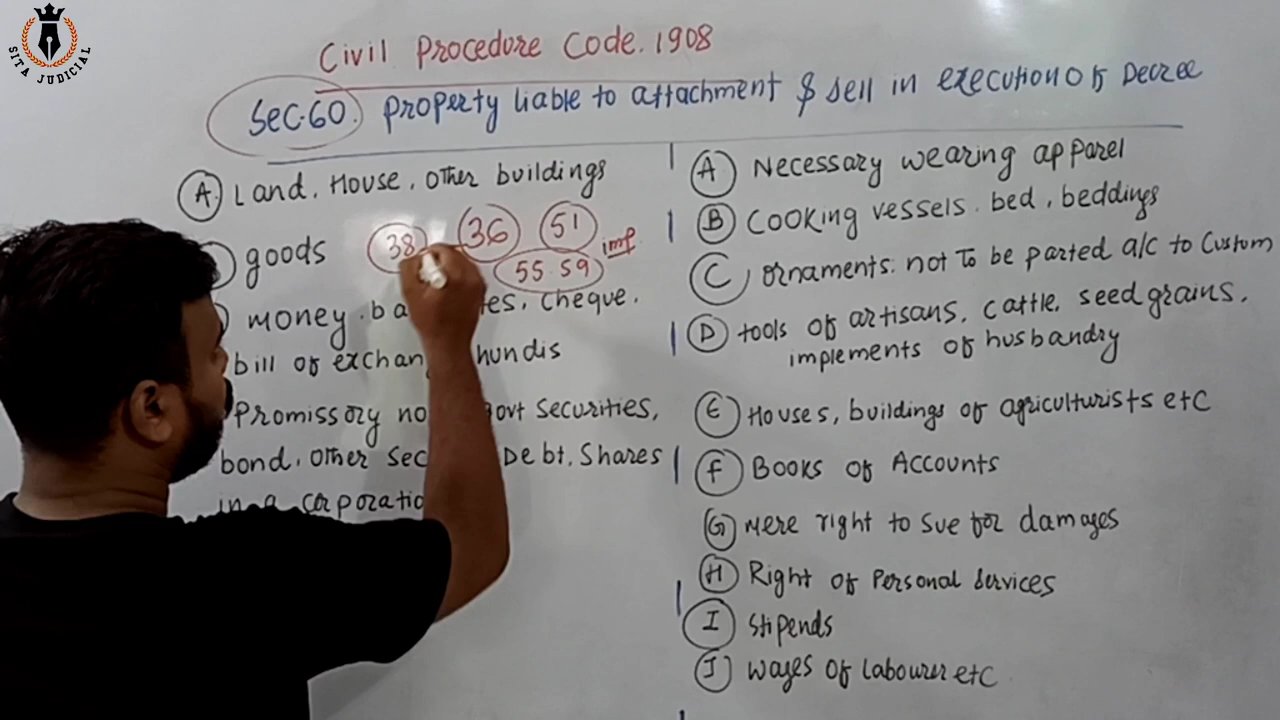 SITA JUDICIAL
Civil Procedure Code.1908
Sec.60. Property liable to attachment & sell in execution of Decree
A. Land, House, other buildings
goods
38 36 51
55.59 imp
money. cheque.
bill of hundis
Promissory Govt Securities,
bond, other Debt, Shares
in a
A Necessary wearing apparel
B Cooking vessels. bed, beddings
C ornaments: not to be parted a/c to Custom
D tools of artisans, cattle, seed grains,
implements of husbandry
E Houses, buildings of agriculturists etc
F Books of Accounts
G Mere right to sue for damages
H Right of Personal Services
I Stipends
J wages of labourer etc